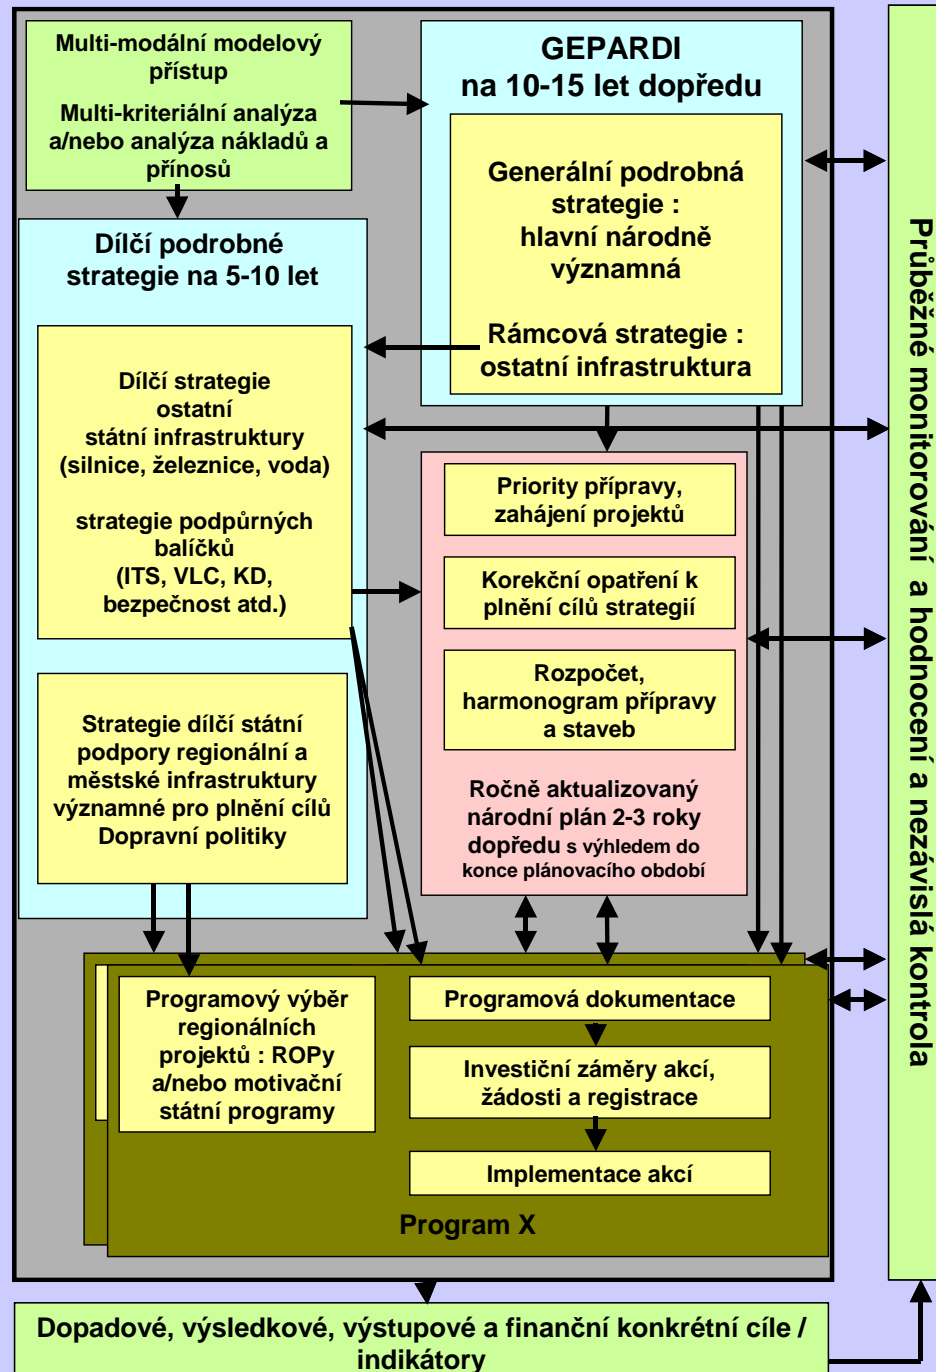 Multi-modální modelový
přístup
Multi-kriteriální analýza
a/nebo analýza nákladů a
přínosů
GEPARDI
na 10-15 let dopředu
Generální podrobná
strategie :
hlavní národně
významná
Rámcová strategie :
ostatní infrastruktura
Dílčí podrobné
strategie na 5-10 let
Dílčí strategie
ostatní
státní infrastruktury
(silnice, železnice, voda)
strategie podpůrných
balíčků
(ITS, VLC, KD,
bezpečnost atd.)
Strategie dílčí státní
podpory regionální a
městské infrastruktury
významné pro plnění cílů
Dopravní politiky
Priority přípravy,
zahájení projektů
Korekční opatření k
plnění cílů strategií
Rozpočet,
harmonogram přípravy
a staveb
Ročně aktualizovaný
národní plán 2-3 roky
dopředu s výhledem do
konce plánovacího období
Programový výběr
regionálních
projektů : ROPy
a/nebo motivační
státní programy
Programová dokumentace
Investiční záměry akcí,
žádosti a registrace
Implementace akcí
Program X
Průběžné monitorování a hodnocení a nezávislá kontrola
Dopadové, výsledkové, výstupové a finanční konkrétní cíle /
indikátory